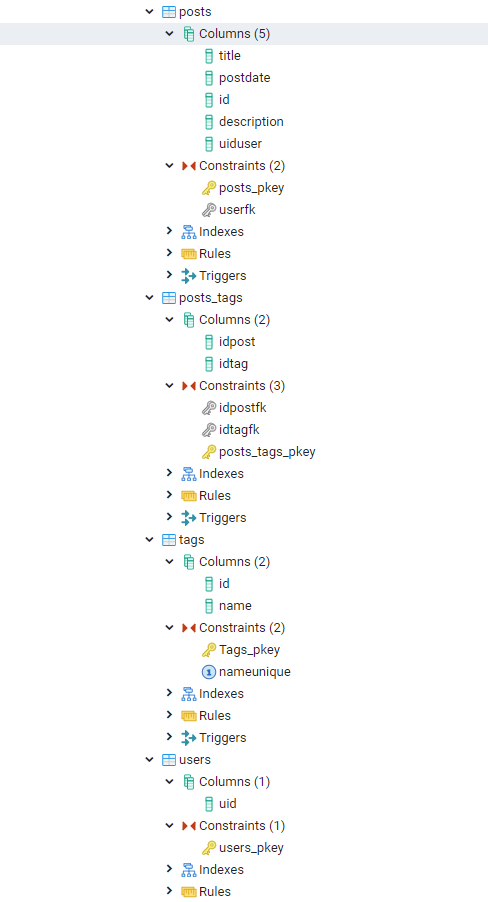 posts
Columns (5)
title
postdate
id
description
uiduser
Constraints (2)
posts_pkey
userfk
Indexes
Rules
Triggers
posts_tags
Columns (2)
idpost
idtag
Constraints (3)
idpostfk
idtagfk
posts_tags_pkey
Indexes
Rules
Triggers
tags
Columns (2)
id
name
Constraints (2)
Tags_pkey
1 nameunique
Indexes
Rules
Triggers
users
Columns (1)
uid
Constraints (1)
users_pkey
Indexes
Rules